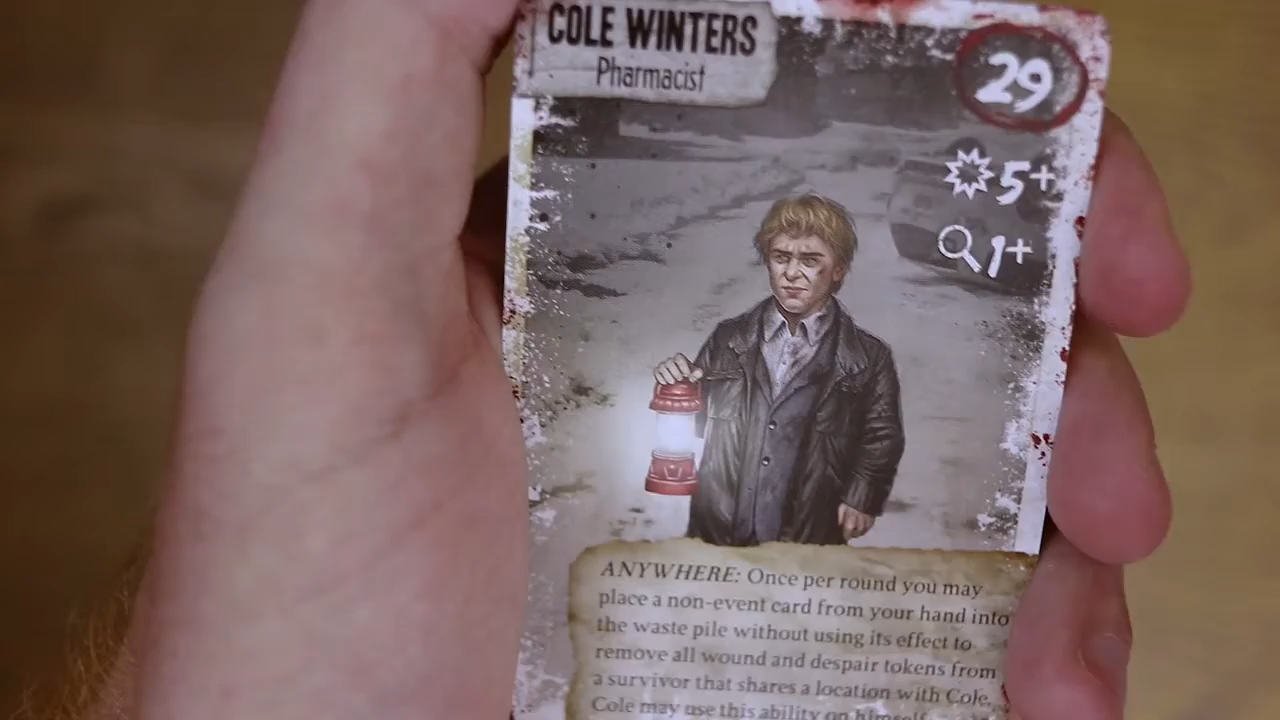 COLE WINTERS
Pharmacist
29
5+
1+
ANYWHERE: Once per round you may
place a non-event card from your hand into
the waste pile without using its effect to
remove all wound and despair tokens from
a survivor that shares a location with Cole.
Cole may use this ability on himself.